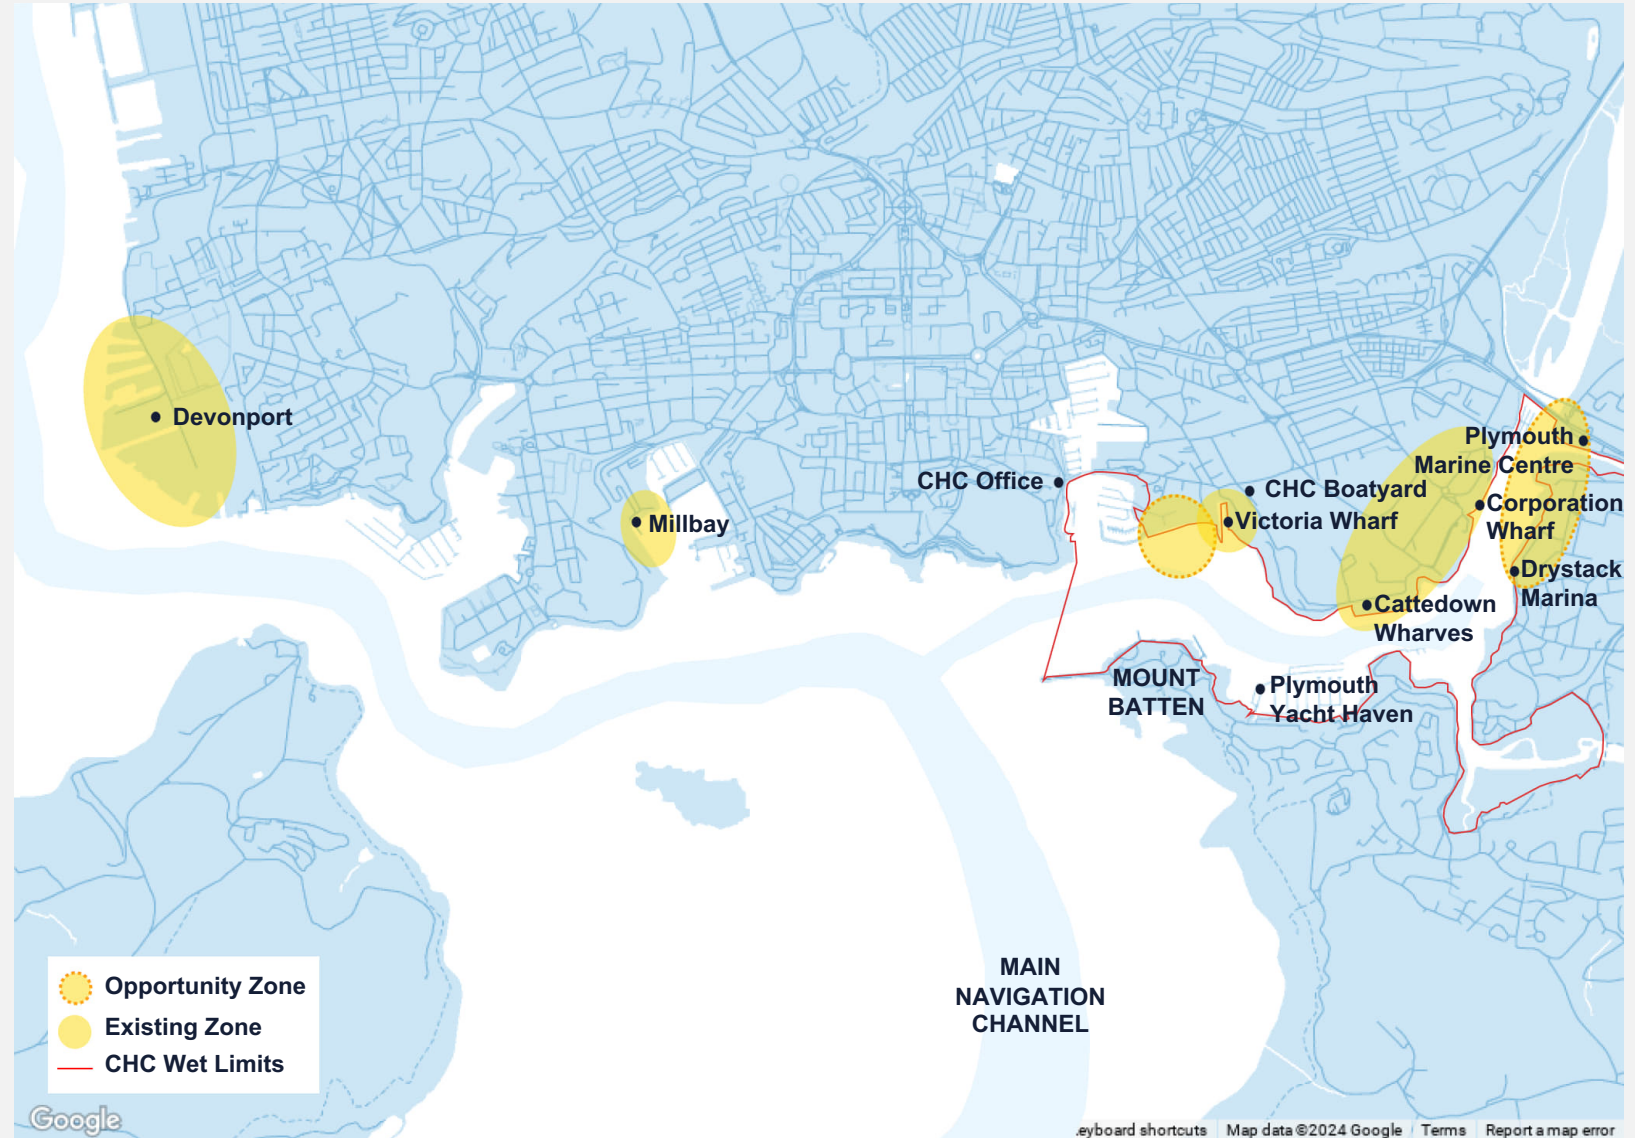 Devonport
Millbay
CHC Office
CHC Boatyard
Victoria Wharf
Plymouth
Marine Centre
Corporation
Wharf
Drystack
Marina
Cattedown
Wharves
MOUNT
BATTEN
Plymouth
Yacht Haven
MAIN
NAVIGATION
CHANNEL
Opportunity Zone
Existing Zone
CHC Wet Limits
Google
eyboard shortcuts
Map data ©2024 Google
Terms
Report a map error